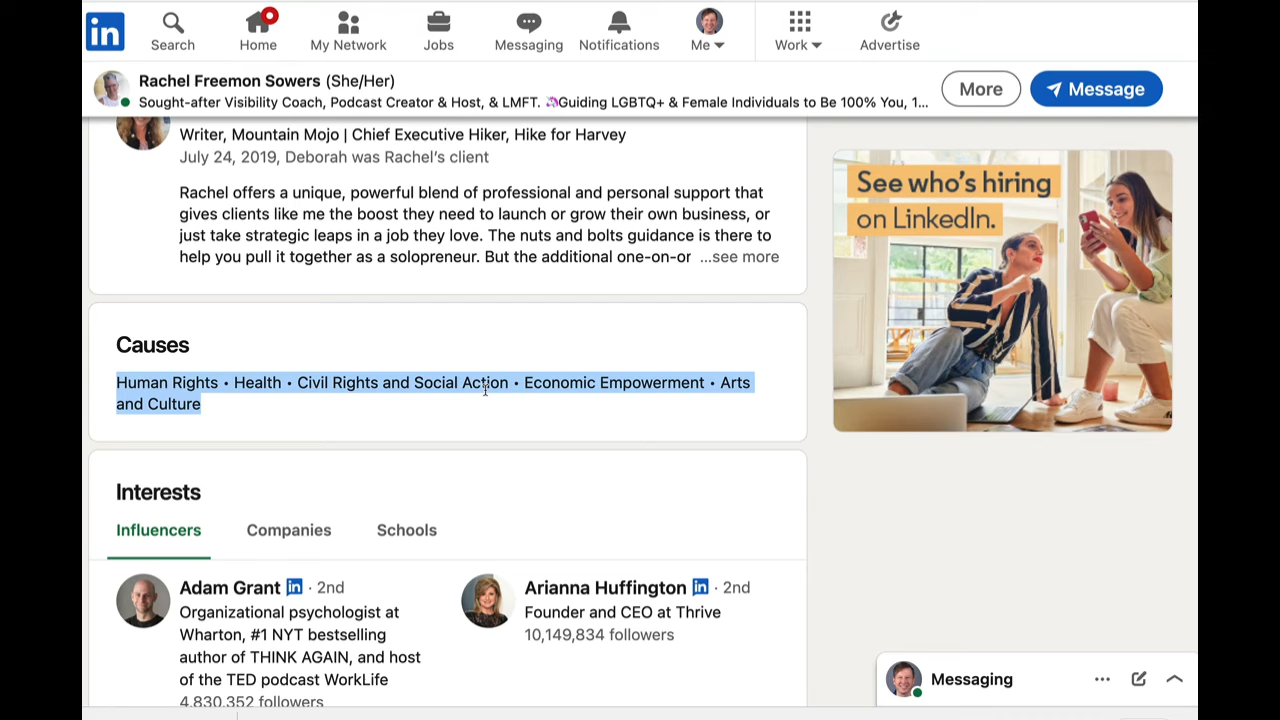 in
Search
Home
My Network
Jobs
Messaging
Notifications
Me
Work
Advertise
Rachel Freemon Sowers (She/Her)
Sought-after Visibility Coach, Podcast Creator & Host, & LMFT. 🦄Guiding LGBTQ+ & Female Individuals to Be 100% You, 1...
More
Message
Writer, Mountain Mojo | Chief Executive Hiker, Hike for Harvey
July 24, 2019, Deborah was Rachel's client
Rachel offers a unique, powerful blend of professional and personal support that
gives clients like me the boost they need to launch or grow their own business, or
just take strategic leaps in a job they love. The nuts and bolts guidance is there to
help you pull it together as a solopreneur. But the additional one-on-or ...see more
See who's hiring
on LinkedIn.
Causes
Human Rights • Health • Civil Rights and Social Action • Economic Empowerment • Arts
and Culture
Interests
Influencers
Companies
Schools
Adam Grant in · 2nd
Organizational psychologist at
Wharton, #1 NYT bestselling
author of THINK AGAIN, and host
of the TED podcast WorkLife
4,830,352 followers
Arianna Huffington in · 2nd
Founder and CEO at Thrive
10,149,834 followers
Messaging